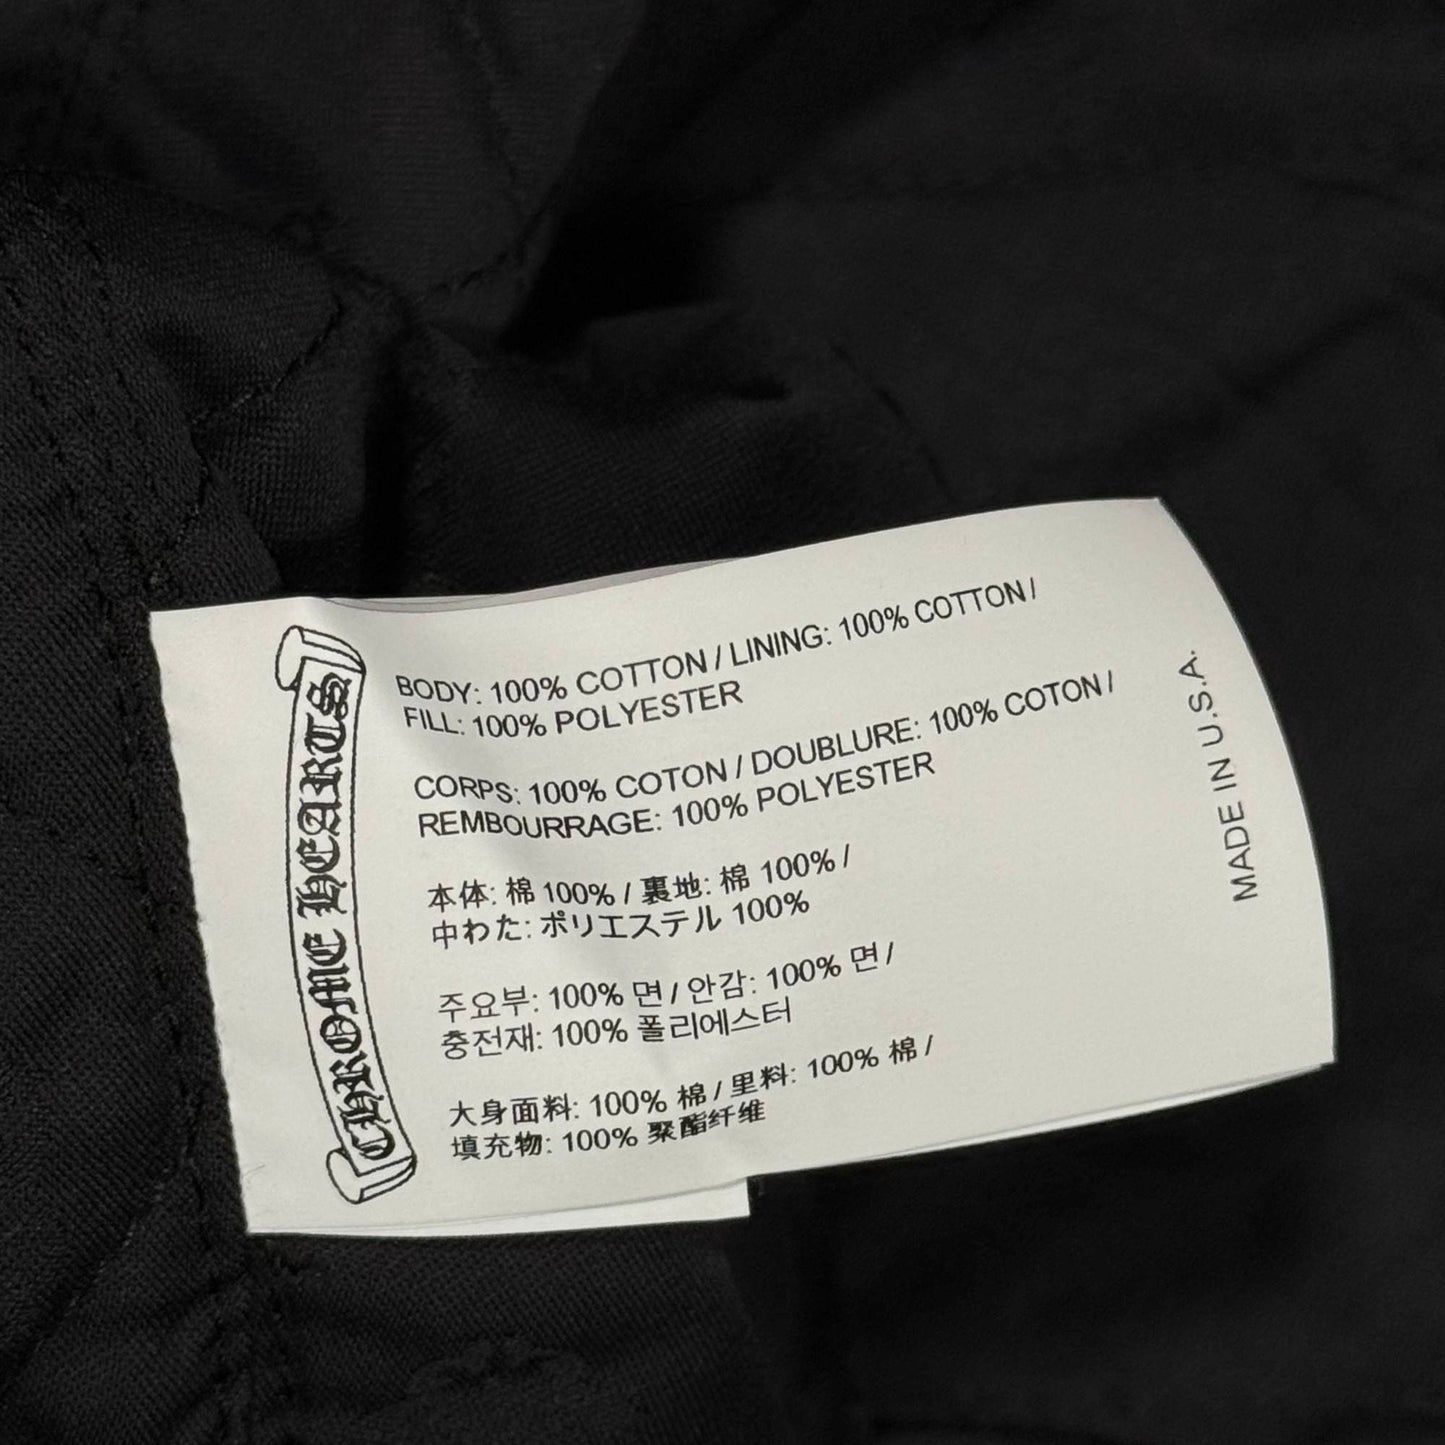 CHROME HEARTS
BODY: 100% COTTON / LINING: 100% COTTON /
FILL: 100% POLYESTER
CORPS: 100% COTON / DOUBLURE: 100% COTON /
REMBOURRAGE: 100% POLYESTER
本体: 棉 100% / 裏地: 棉 100% /
中わた: ポリエステル 100%
주요부: 100% 면 / 안감: 100% 면 /
충전재: 100% 폴리에스터
大身面料: 100% 棉 / 里料: 100% 棉 /
填充物: 100% 聚酯纤维
MADE IN U.S.A.